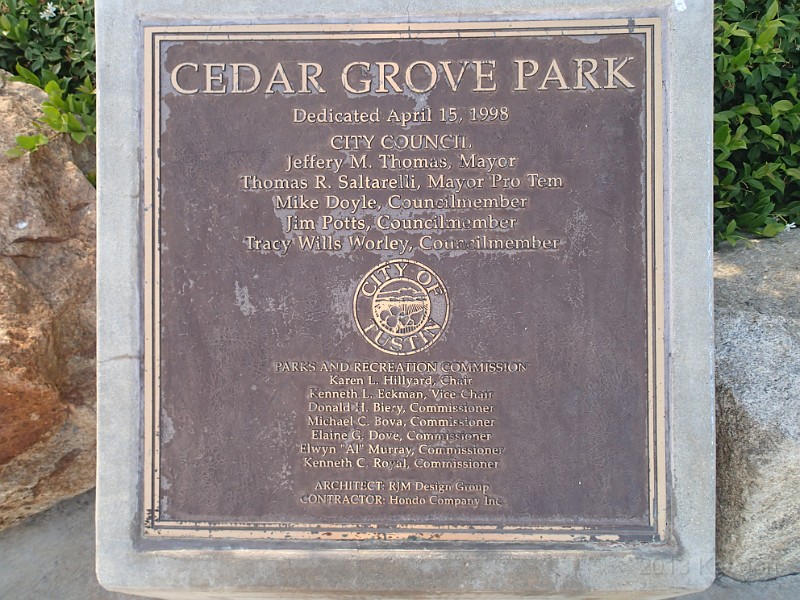 CEDAR GROVE PARK
Dedicated April 15, 1998
CITY COUNCIL
Jeffery M. Thomas, Mayor
Thomas R. Saltarelli, Mayor Pro Tem
Mike Doyle, Councilmember
Jim Potts, Councilmember
Tracy Wills Worley, Councilmember
CITY OF
TUSTIN
PARKS AND RECREATION COMMISSION
Karen L. Hillyard, Chair
Kenneth L. Eckman, Vice Chair
Donald H. Biery, Commissioner
Michael C. Bova, Commissioner
Elaine G. Dove, Commissioner
Elwyn "Al" Murray, Commissioner
Kenneth C. Royal, Commissioner
ARCHITECT: RJM Design Group
CONTRACTOR: Hondo Company Inc.
2013